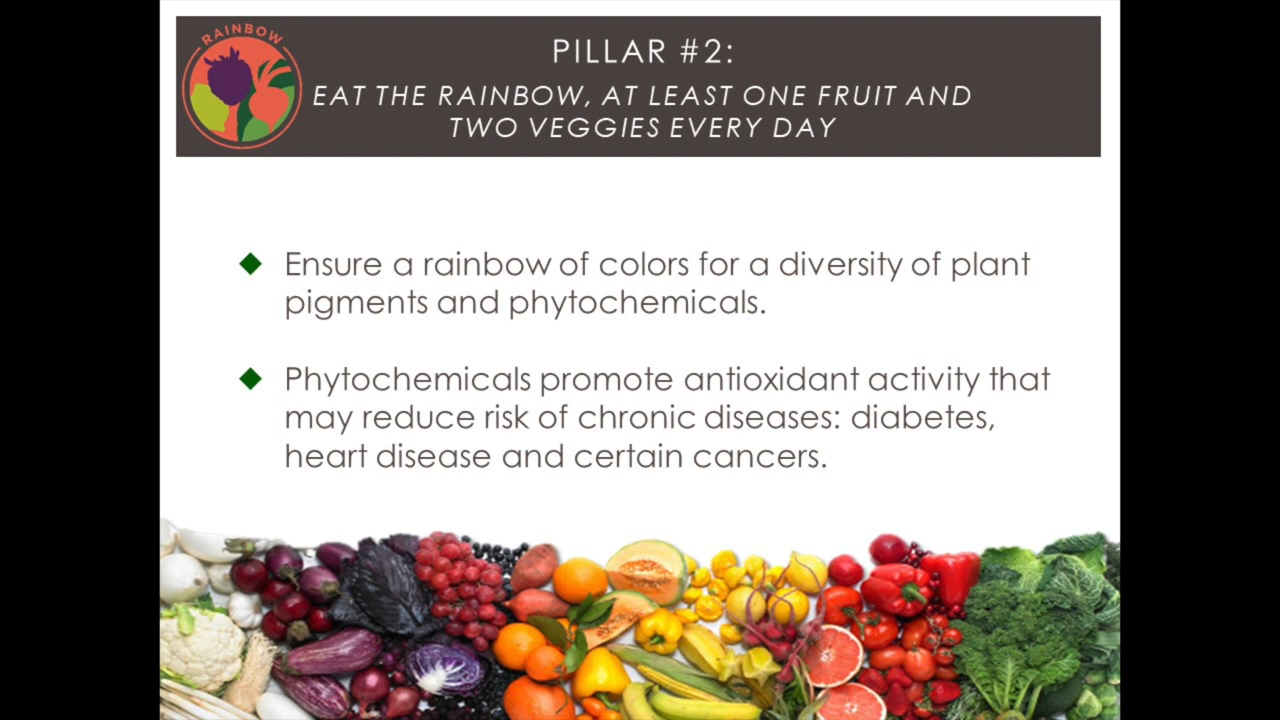 RAINBOW
PILLAR #2:
EAT THE RAINBOW, AT LEAST ONE FRUIT AND
TWO VEGGIES EVERY DAY
Ensure a rainbow of colors for a diversity of plant
pigments and phytochemicals.
Phytochemicals promote antioxidant activity that
may reduce risk of chronic diseases: diabetes,
heart disease and certain cancers.